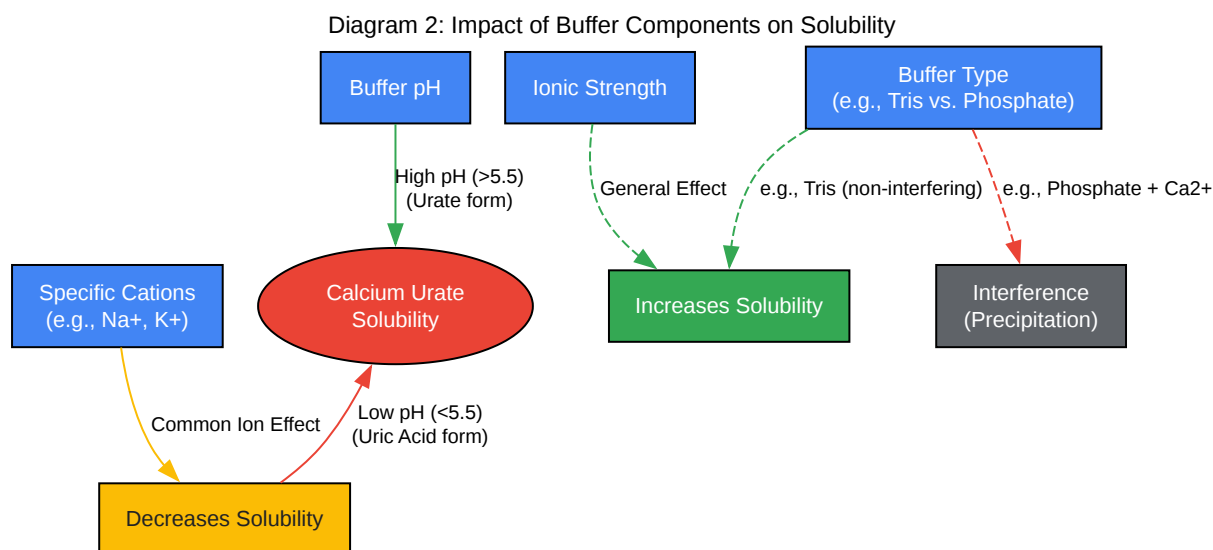 Diagram 2: Impact of Buffer Components on Solubility
Buffer pH
Ionic Strength
Buffer Type
(e.g., Tris vs. Phosphate)
High pH (>5.5)
(Urate form)
General Effect
e.g., Tris (non-interfering)
e.g., Phosphate + Ca2+
Specific Cations
(e.g., Na+, K+)
Calcium Urate
Solubility
Increases Solubility
Interference
(Precipitation)
Common Ion Effect
Low pH (<5.5)
(Uric Acid form)
Decreases Solubility